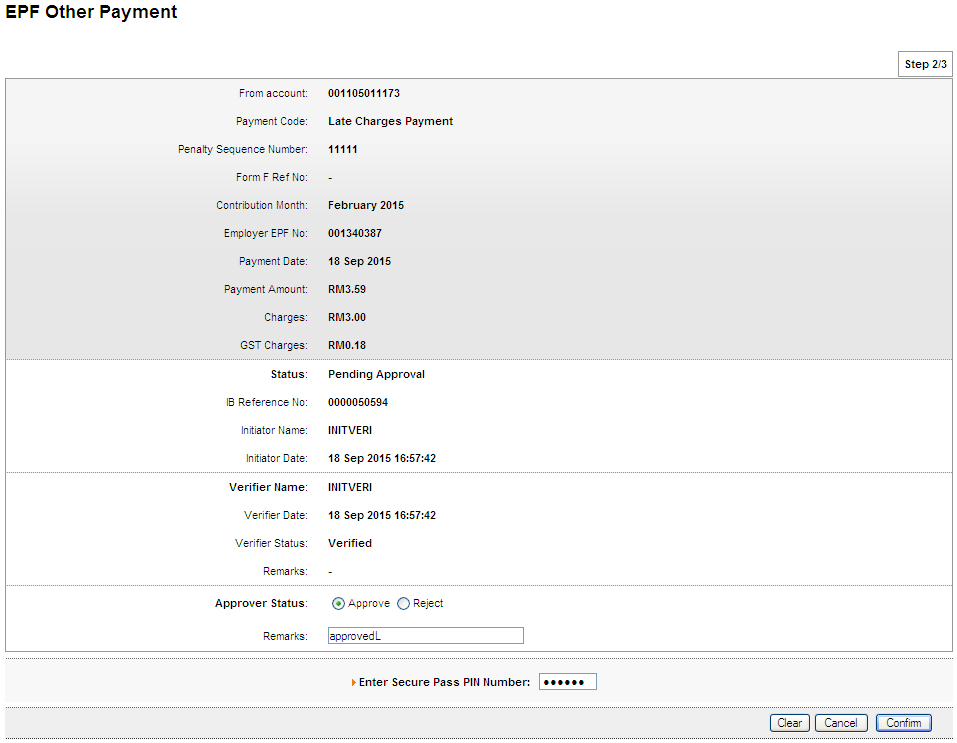 EPF Other Payment
Step 2/3
From account: 001105011173
Payment Code: Late Charges Payment
Penalty Sequence Number: 11111
Form F Ref No: -
Contribution Month: February 2015
Employer EPF No: 001340387
Payment Date: 18 Sep 2015
Payment Amount: RM3.59
Charges: RM3.00
GST Charges: RM0.18
Status: Pending Approval
IB Reference No: 0000050594
Initiator Name: INITVERI
Initiator Date: 18 Sep 2015 16:57:42
Verifier Name: INITVERI
Verifier Date: 18 Sep 2015 16:57:42
Verifier Status: Verified
Remarks: -
Approver Status: Approve Reject
Remarks: approvedL
Enter Secure Pass PIN Number: ••••••
Clear Cancel Confirm